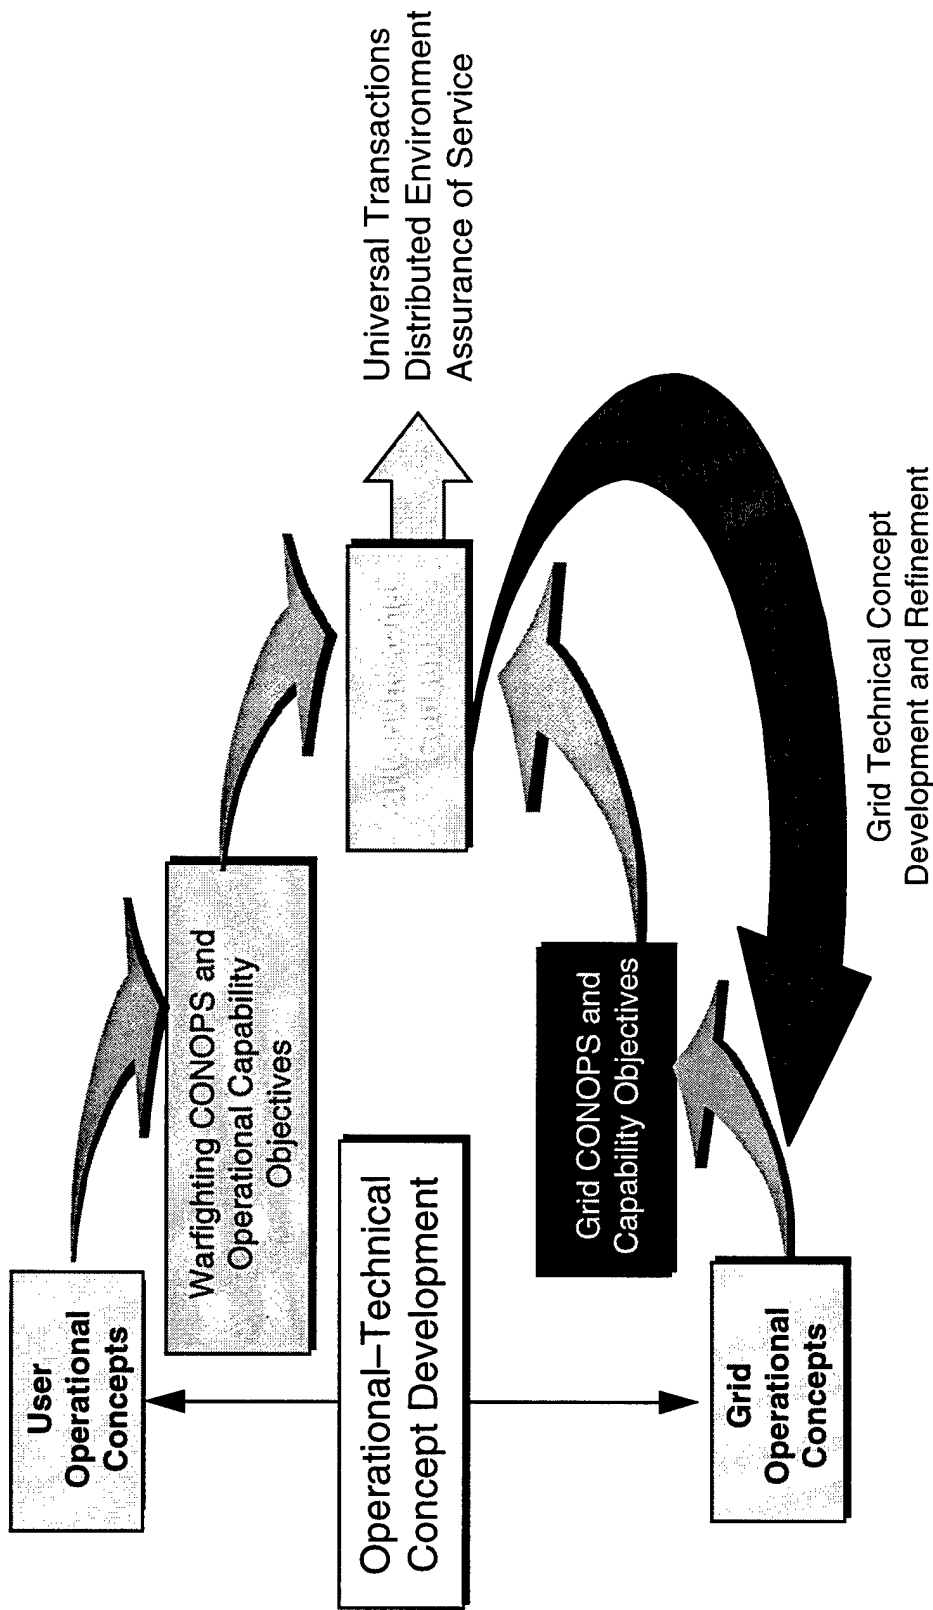 User
Operational
Concepts
Warfighting CONOPS and
Operational Capability
Objectives
Operational–Technical
Concept Development
Universal Transactions
Distributed Environment
Assurance of Service
Grid CONOPS and
Capability Objectives
Grid
Operational
Concepts
Grid Technical Concept
Development and Refinement